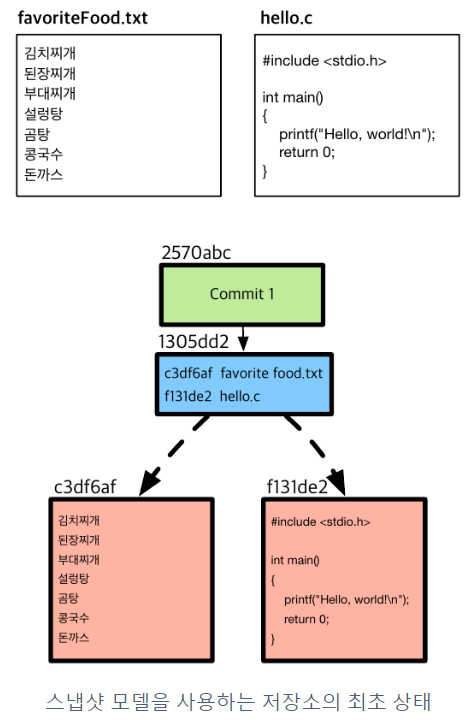 favoriteFood.txt
김치찌개
된장찌개
부대찌개
설렁탕
곰탕
콩국수
돈까스
hello.c
#include <stdio.h>
int main()
{
printf("Hello, world!\n");
return 0;
}
2570abc
Commit 1
1305dd2
c3df6af favorite food.txt
f131de2 hello.c
c3df6af
김치찌개
된장찌개
부대찌개
설렁탕
곰탕
콩국수
돈까스
f131de2
#include <stdio.h>
int main()
{
printf("Hello, world!\n");
return 0;
}
스냅샷 모델을 사용하는 저장소의 최초 상태